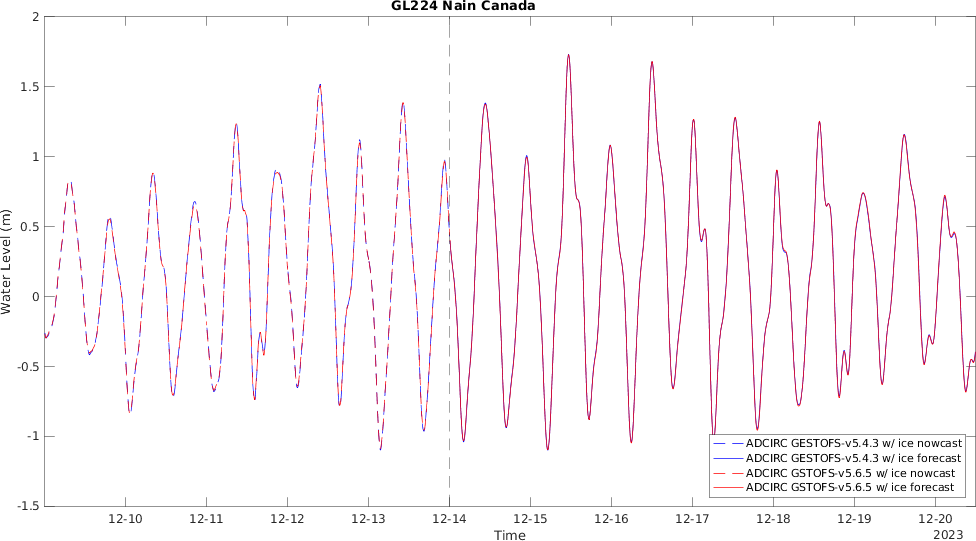 GL224 Nain Canada
2
1.5
1
0.5
0
-0.5
-1
-1.5
Water Level (m)
ADCIRC GESTOFS-v5.4.3 w/ ice nowcast
ADCIRC GESTOFS-v5.4.3 w/ ice forecast
ADCIRC GSTOFS-v5.6.5 w/ ice nowcast
ADCIRC GSTOFS-v5.6.5 w/ ice forecast
12-10 12-11 12-12 12-13 12-14 12-15 12-16 12-17 12-18 12-19 12-20
Time
2023